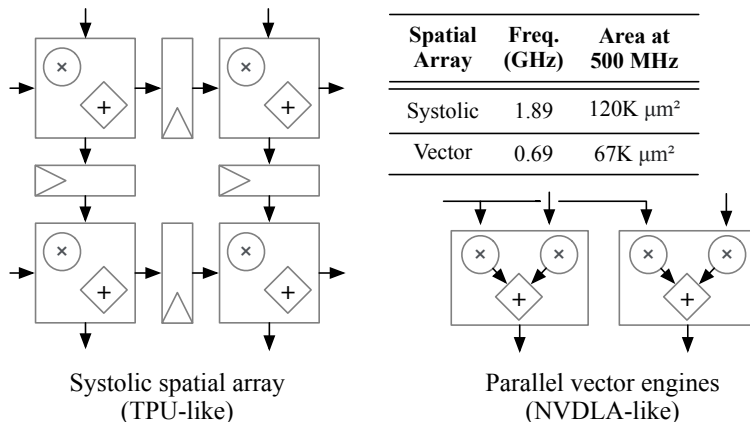 Spatial Array Freq. (GHz) Area at 500 MHz
Systolic 1.89 120K μm²
Vector 0.69 67K μm²
× + × +
× + × +
× × + × × +
Systolic spatial array
(TPU-like)
Parallel vector engines
(NVDLA-like)